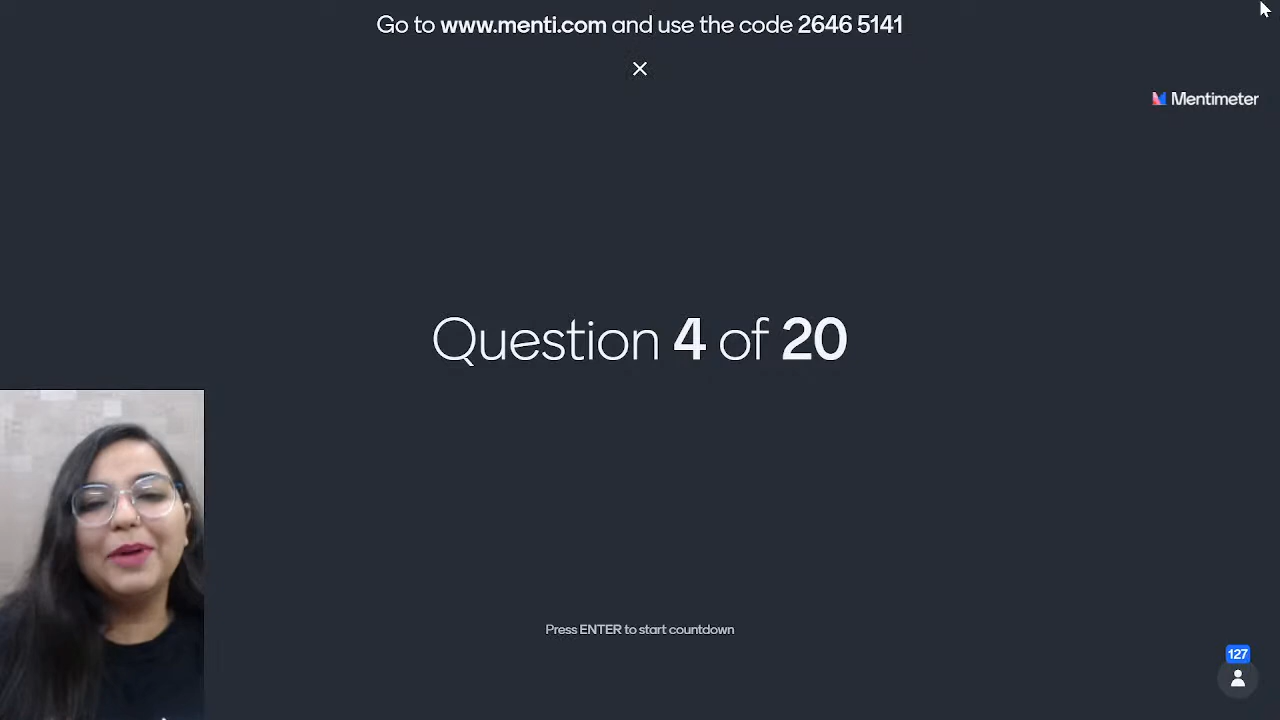 Go to www.menti.com and use the code 2646 5141
Mentimeter
Question 4 of 20
Press ENTER to start countdown
127